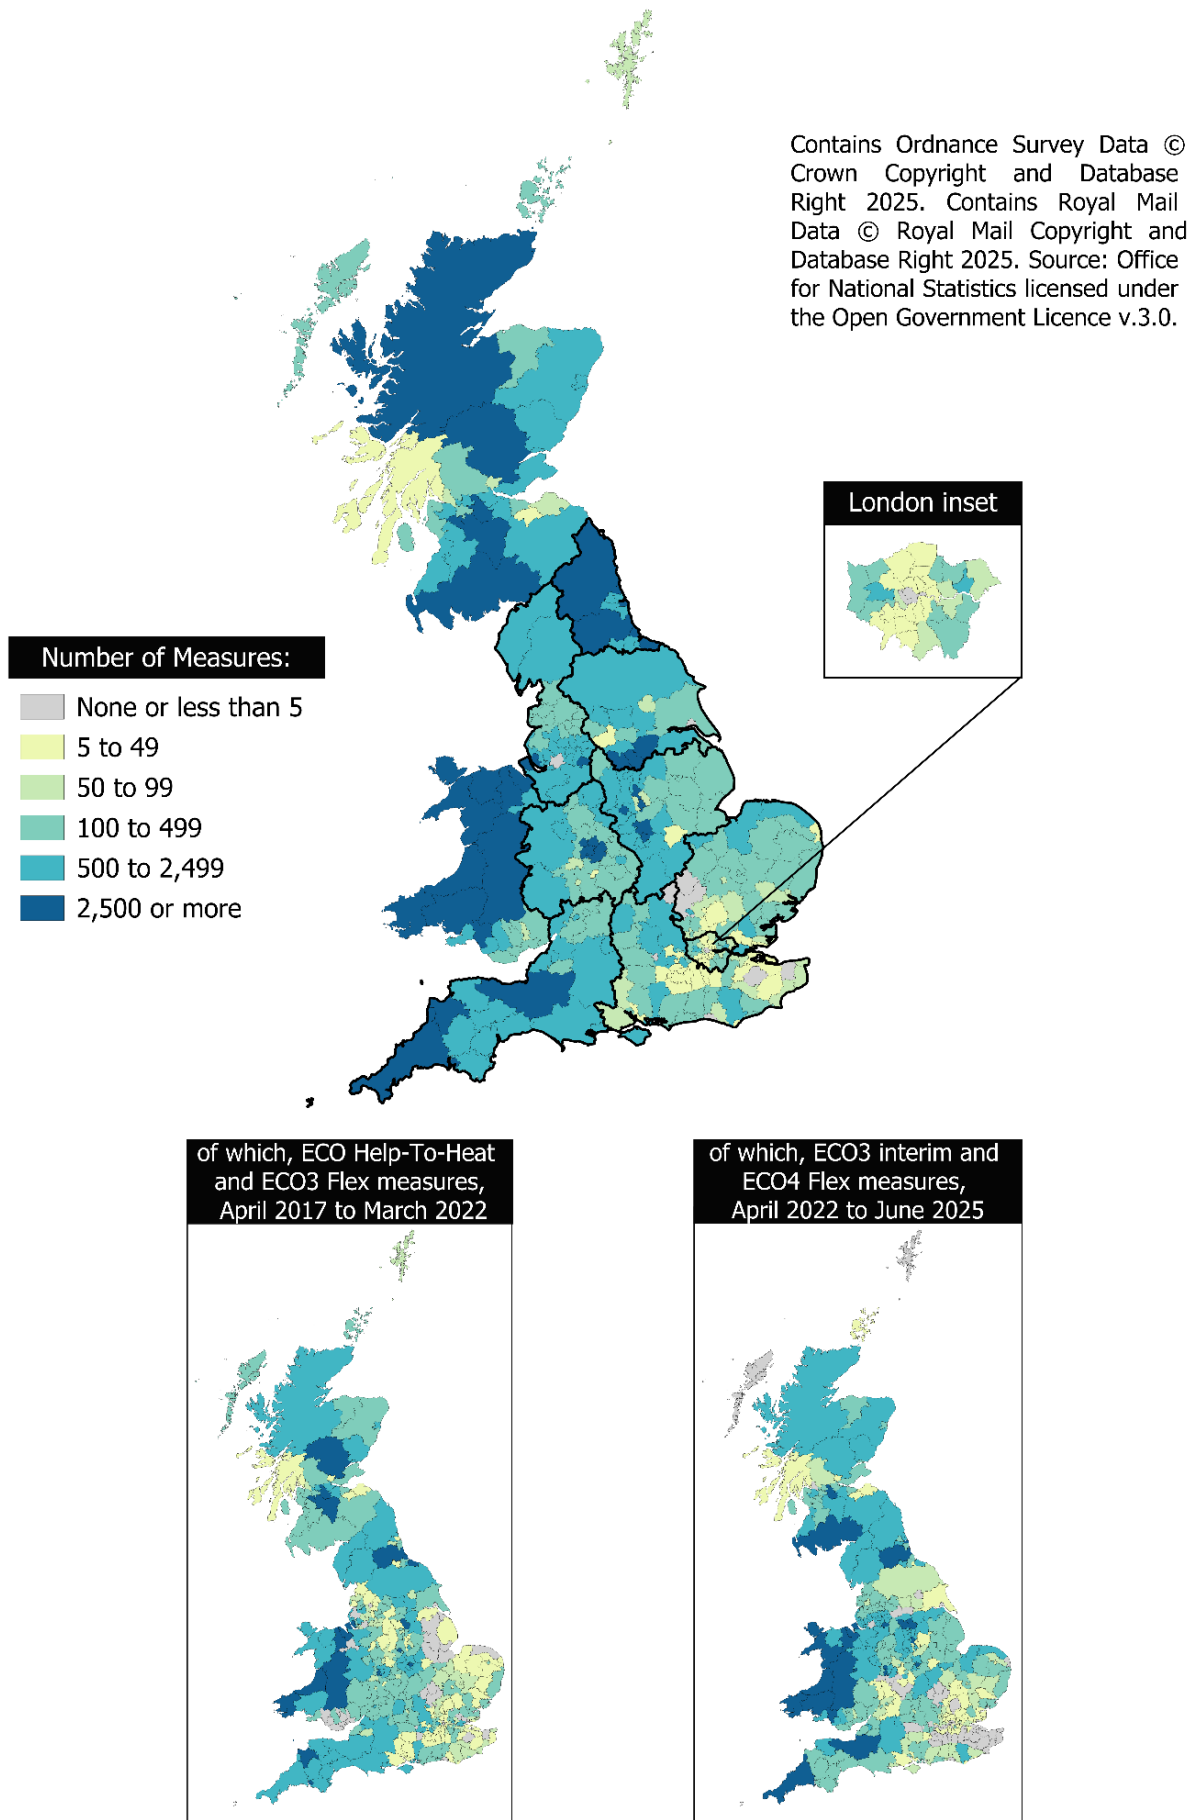 Contains Ordnance Survey Data ©
Crown Copyright and Database
Right 2025. Contains Royal Mail
Data © Royal Mail Copyright and
Database Right 2025. Source: Office
for National Statistics licensed under
the Open Government Licence v.3.0.
London inset
Number of Measures:
None or less than 5
5 to 49
50 to 99
100 to 499
500 to 2,499
2,500 or more
of which, ECO Help-To-Heat
and ECO3 Flex measures,
April 2017 to March 2022
of which, ECO3 interim and
ECO4 Flex measures,
April 2022 to June 2025